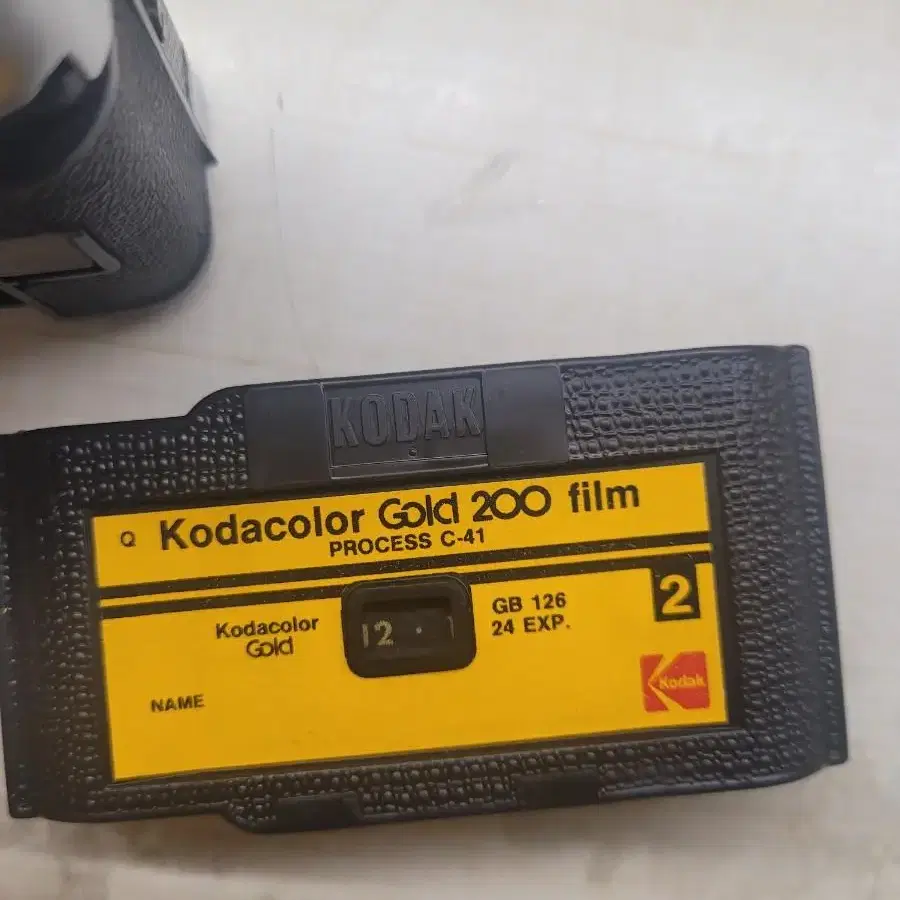 KODAK
Q Kodacolor Gold 200 film
PROCESS C-41
Kodacolor
Gold
12 · 1
GB 126
24 EXP.
2
Kodak
NAME